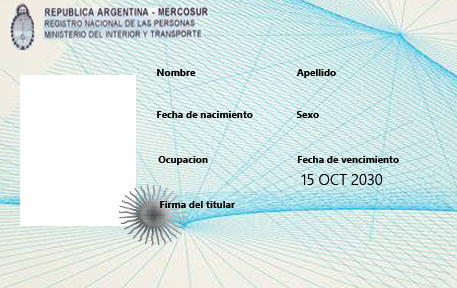 REPUBLICA ARGENTINA - MERCOSUR
REGISTRO NACIONAL DE LAS PERSONAS
MINISTERIO DEL INTERIOR Y TRANSPORTE
Nombre Apellido
Fecha de nacimiento Sexo
Ocupacion Fecha de vencimiento
15 OCT 2030
Firma del titular